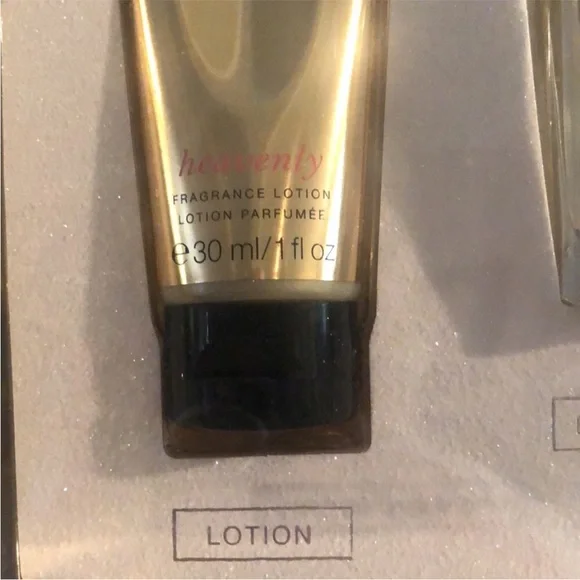 heavenly
FRAGRANCE LOTION
LOTION PARFUMÉE
℮30 ml/1 fl oz
LOTION